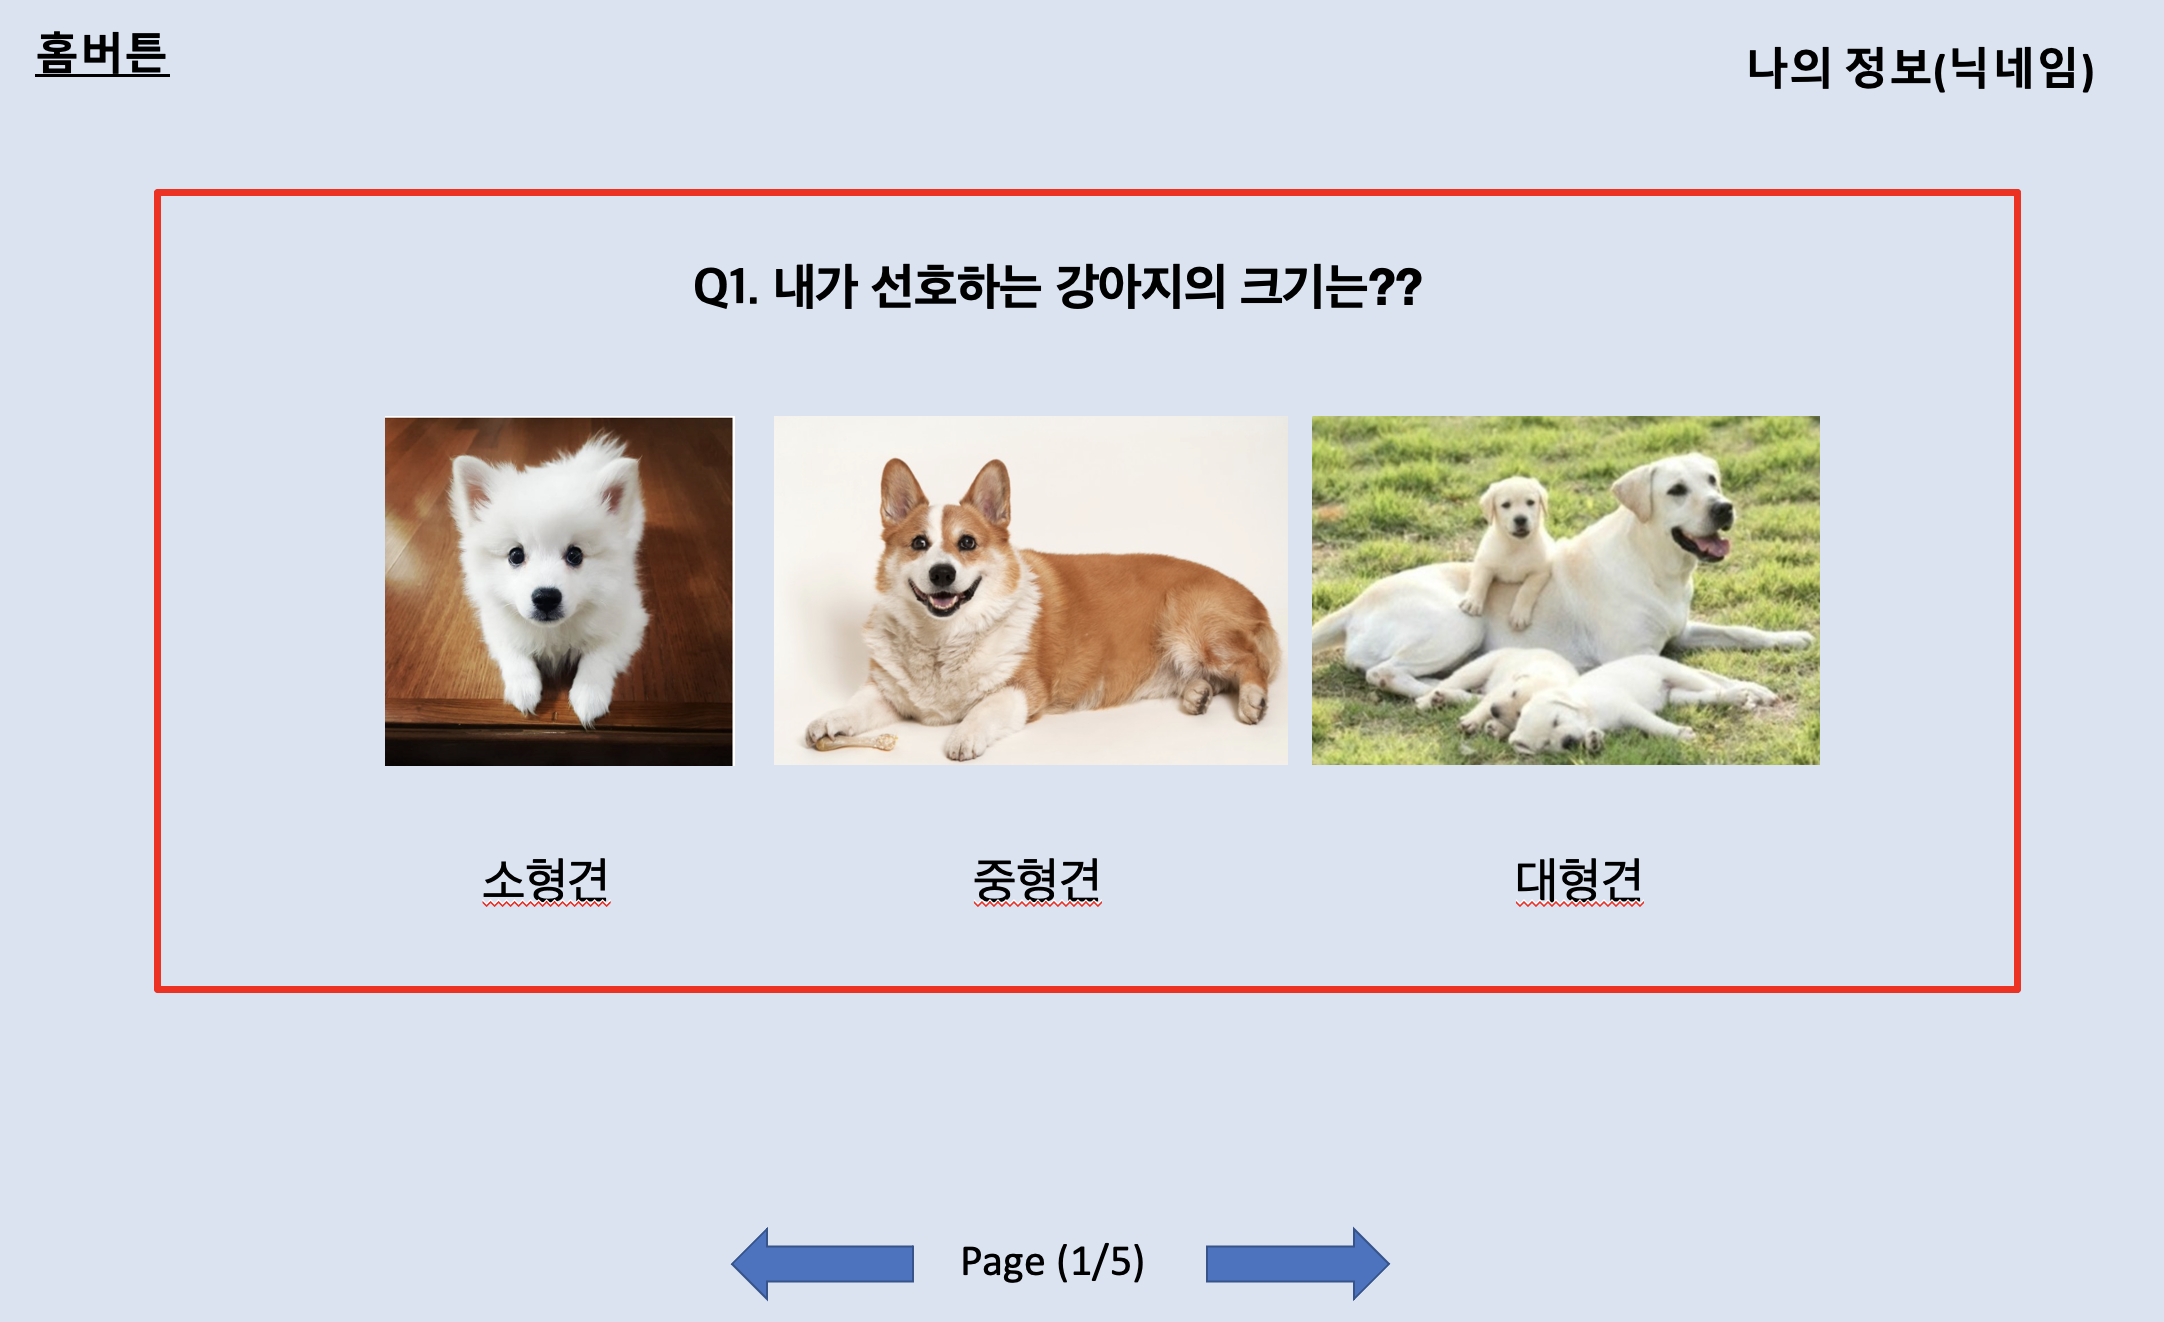 홈버튼
나의 정보(닉네임)
Q1. 내가 선호하는 강아지의 크기는??
소형견
중형견
대형견
Page (1/5)